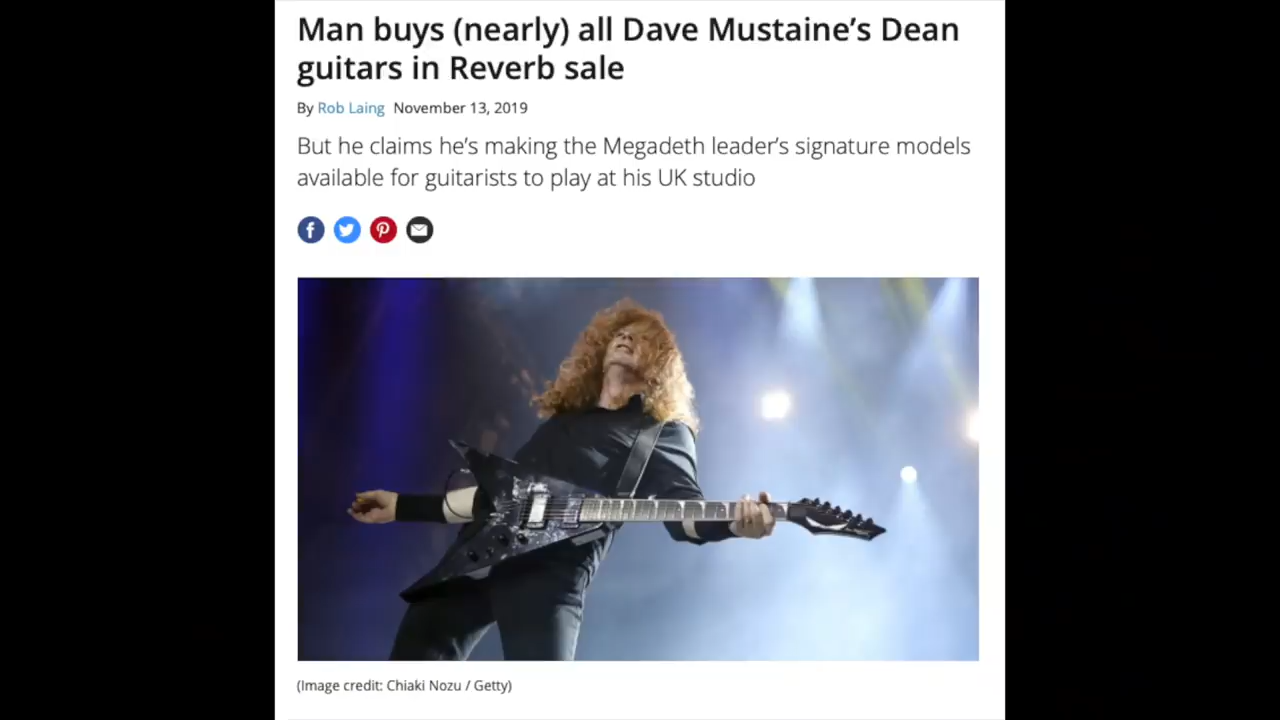 Man buys (nearly) all Dave Mustaine’s Dean
guitars in Reverb sale
By Rob Laing November 13, 2019
But he claims he’s making the Megadeth leader’s signature models
available for guitarists to play at his UK studio
(Image credit: Chiaki Nozu / Getty)